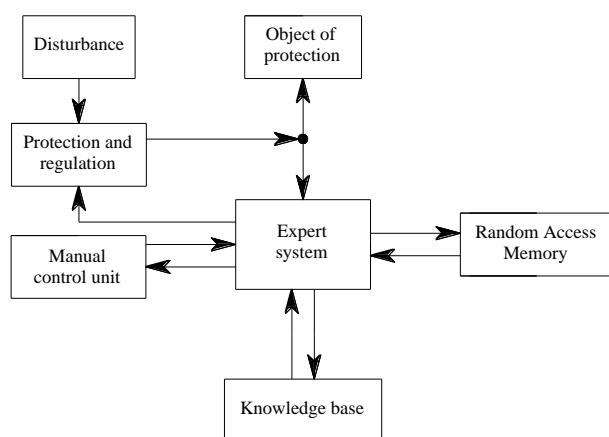 Disturbance
Object of
protection
Protection and
regulation
Expert
system
Random Access
Memory
Manual
control unit
Knowledge base